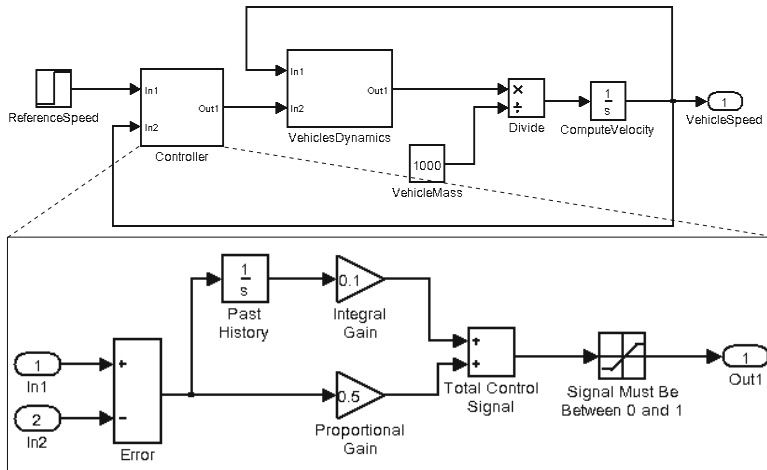 ReferenceSpeed
In1
In2
Out1
Controller
In1
In2
Out1
VehiclesDynamics
1000
VehicleMass
×
÷
Divide
1
s
ComputeVelocity
1
VehicleSpeed
1
In1
2
In2
+
−
Error
1
s
Past
History
0.1
Integral
Gain
0.5
Proportional
Gain
+
+
Total Control
Signal
Signal Must Be
Between 0 and 1
1
Out1